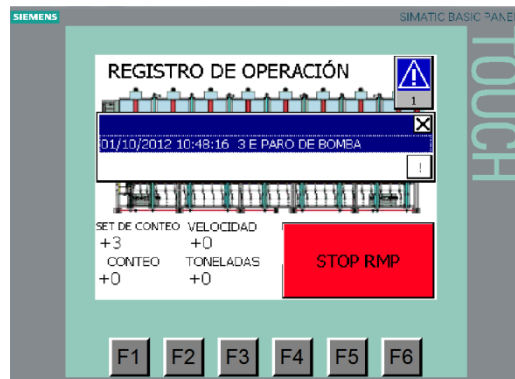 SIEMENS
SIMATIC BASIC PANEL
TOUCH
REGISTRO DE OPERACIÓN
1
01/10/2012 10:48:16 3 E PARO DE BOMBA
!
SET DE CONTEO VELOCIDAD
+3 +0
CONTEO TONELADAS
+0 +0
STOP RMP
F1 F2 F3 F4 F5 F6